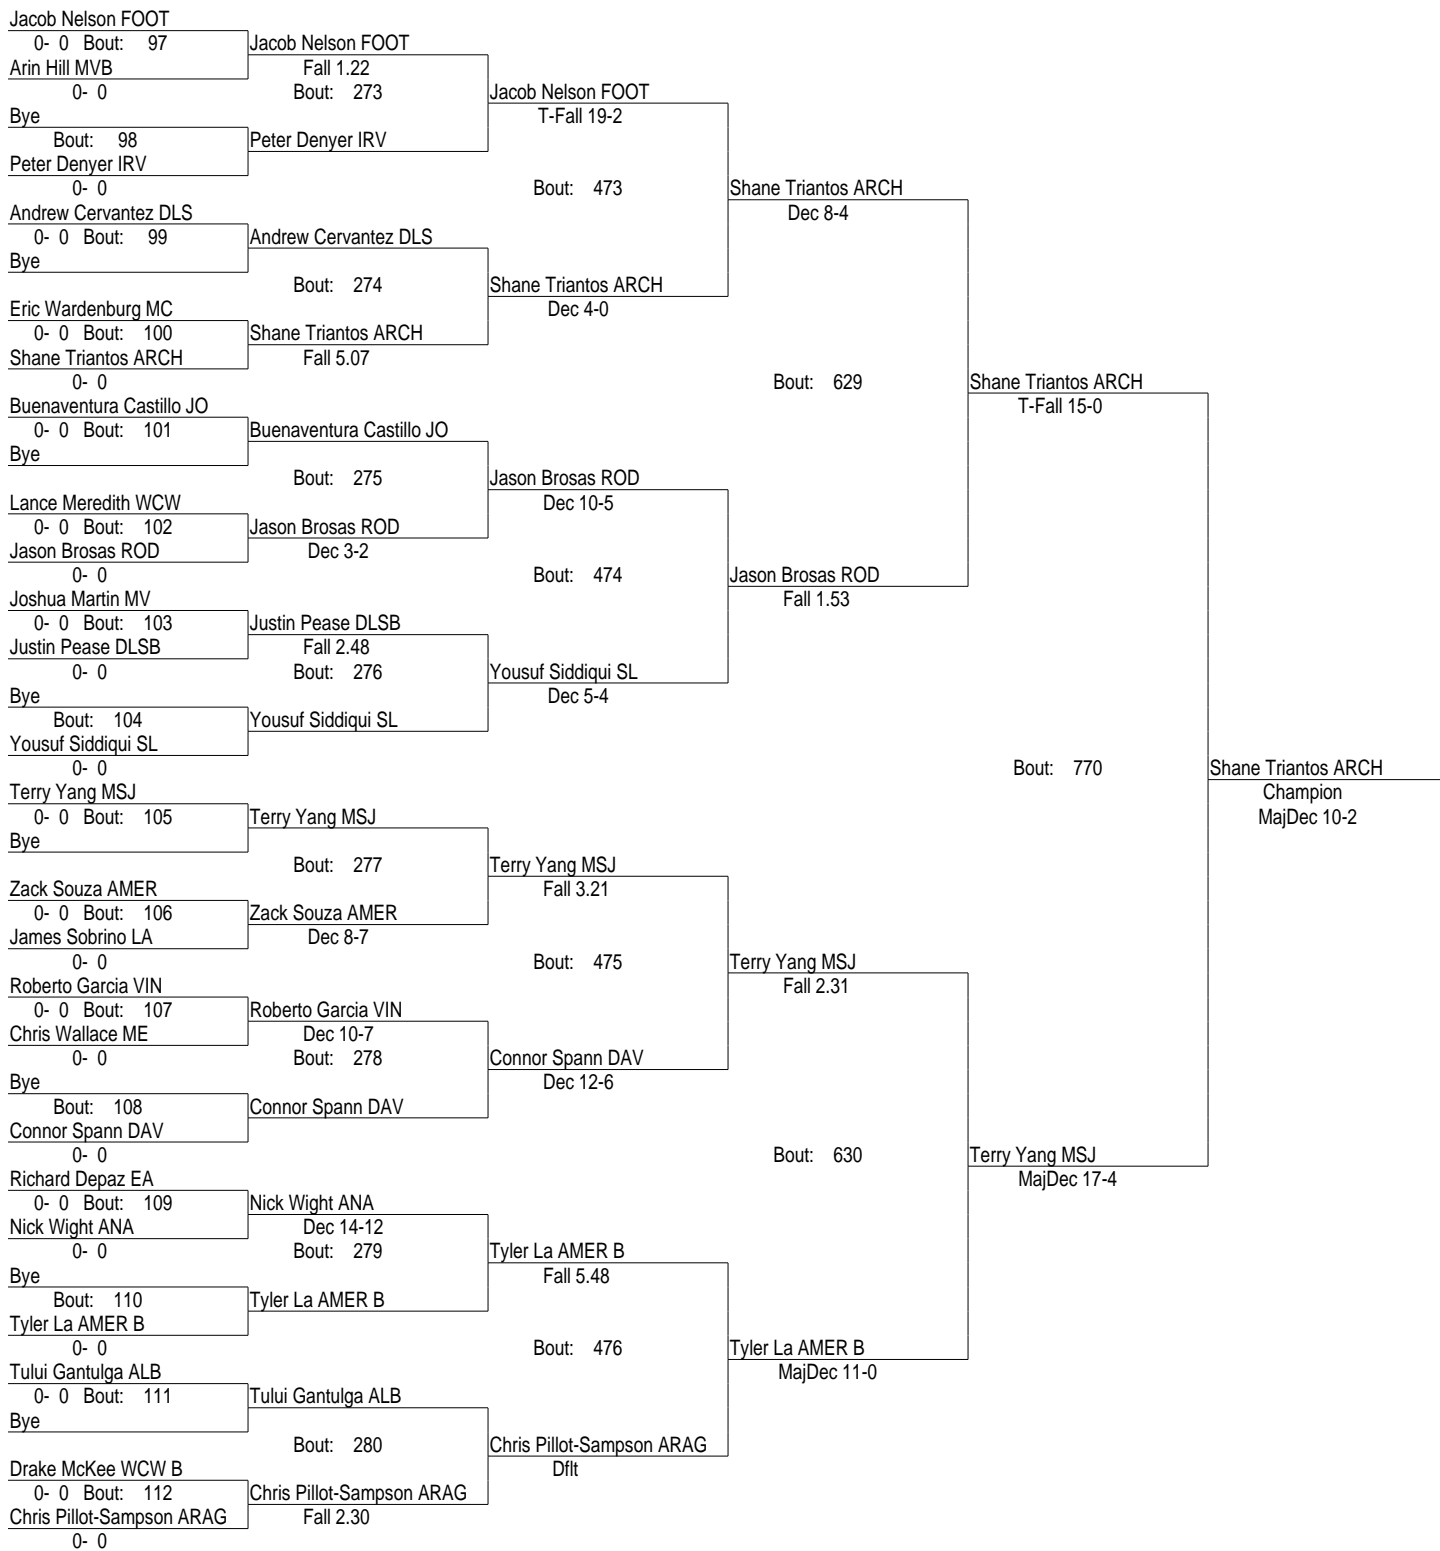 Jacob Nelson FOOT
0- 0 Bout: 97
Jacob Nelson FOOT
Arin Hill MVB
Fall 1.22
0- 0
Bout: 273
Jacob Nelson FOOT
Bye
T-Fall 19-2
Bout: 98
Peter Denyer IRV
Peter Denyer IRV
0- 0
Bout: 473
Shane Triantos ARCH
Andrew Cervantez DLS
Dec 8-4
0- 0 Bout: 99
Andrew Cervantez DLS
Bye
Bout: 274
Shane Triantos ARCH
Eric Wardenburg MC
Dec 4-0
0- 0 Bout: 100
Shane Triantos ARCH
Shane Triantos ARCH
Fall 5.07
0- 0
Bout: 629
Shane Triantos ARCH
Buenaventura Castillo JO
T-Fall 15-0
0- 0 Bout: 101
Buenaventura Castillo JO
Bye
Bout: 275
Jason Brosas ROD
Lance Meredith WCW
Dec 10-5
0- 0 Bout: 102
Jason Brosas ROD
Jason Brosas ROD
Dec 3-2
0- 0
Bout: 474
Jason Brosas ROD
Joshua Martin MV
Fall 1.53
0- 0 Bout: 103
Justin Pease DLSB
Justin Pease DLSB
Fall 2.48
0- 0
Bout: 276
Yousuf Siddiqui SL
Bye
Dec 5-4
Bout: 104
Yousuf Siddiqui SL
Yousuf Siddiqui SL
0- 0
Bout: 770
Shane Triantos ARCH
Terry Yang MSJ
Champion
0- 0 Bout: 105
Terry Yang MSJ
MajDec 10-2
Bye
Bout: 277
Terry Yang MSJ
Zack Souza AMER
Fall 3.21
0- 0 Bout: 106
Zack Souza AMER
James Sobrino LA
Dec 8-7
0- 0
Bout: 475
Terry Yang MSJ
Roberto Garcia VIN
Fall 2.31
0- 0 Bout: 107
Roberto Garcia VIN
Chris Wallace ME
Dec 10-7
0- 0
Bout: 278
Connor Spann DAV
Bye
Dec 12-6
Bout: 108
Connor Spann DAV
Connor Spann DAV
0- 0
Bout: 630
Terry Yang MSJ
Richard Depaz EA
MajDec 17-4
0- 0 Bout: 109
Nick Wight ANA
Nick Wight ANA
Dec 14-12
0- 0
Bout: 279
Tyler La AMER B
Bye
Fall 5.48
Bout: 110
Tyler La AMER B
Tyler La AMER B
0- 0
Bout: 476
Tyler La AMER B
Tului Gantulga ALB
MajDec 11-0
0- 0 Bout: 111
Tului Gantulga ALB
Bye
Bout: 280
Chris Pillot-Sampson ARAG
Drake McKee WCW B
Dflt
0- 0 Bout: 112
Chris Pillot-Sampson ARAG
Chris Pillot-Sampson ARAG
Fall 2.30
0- 0